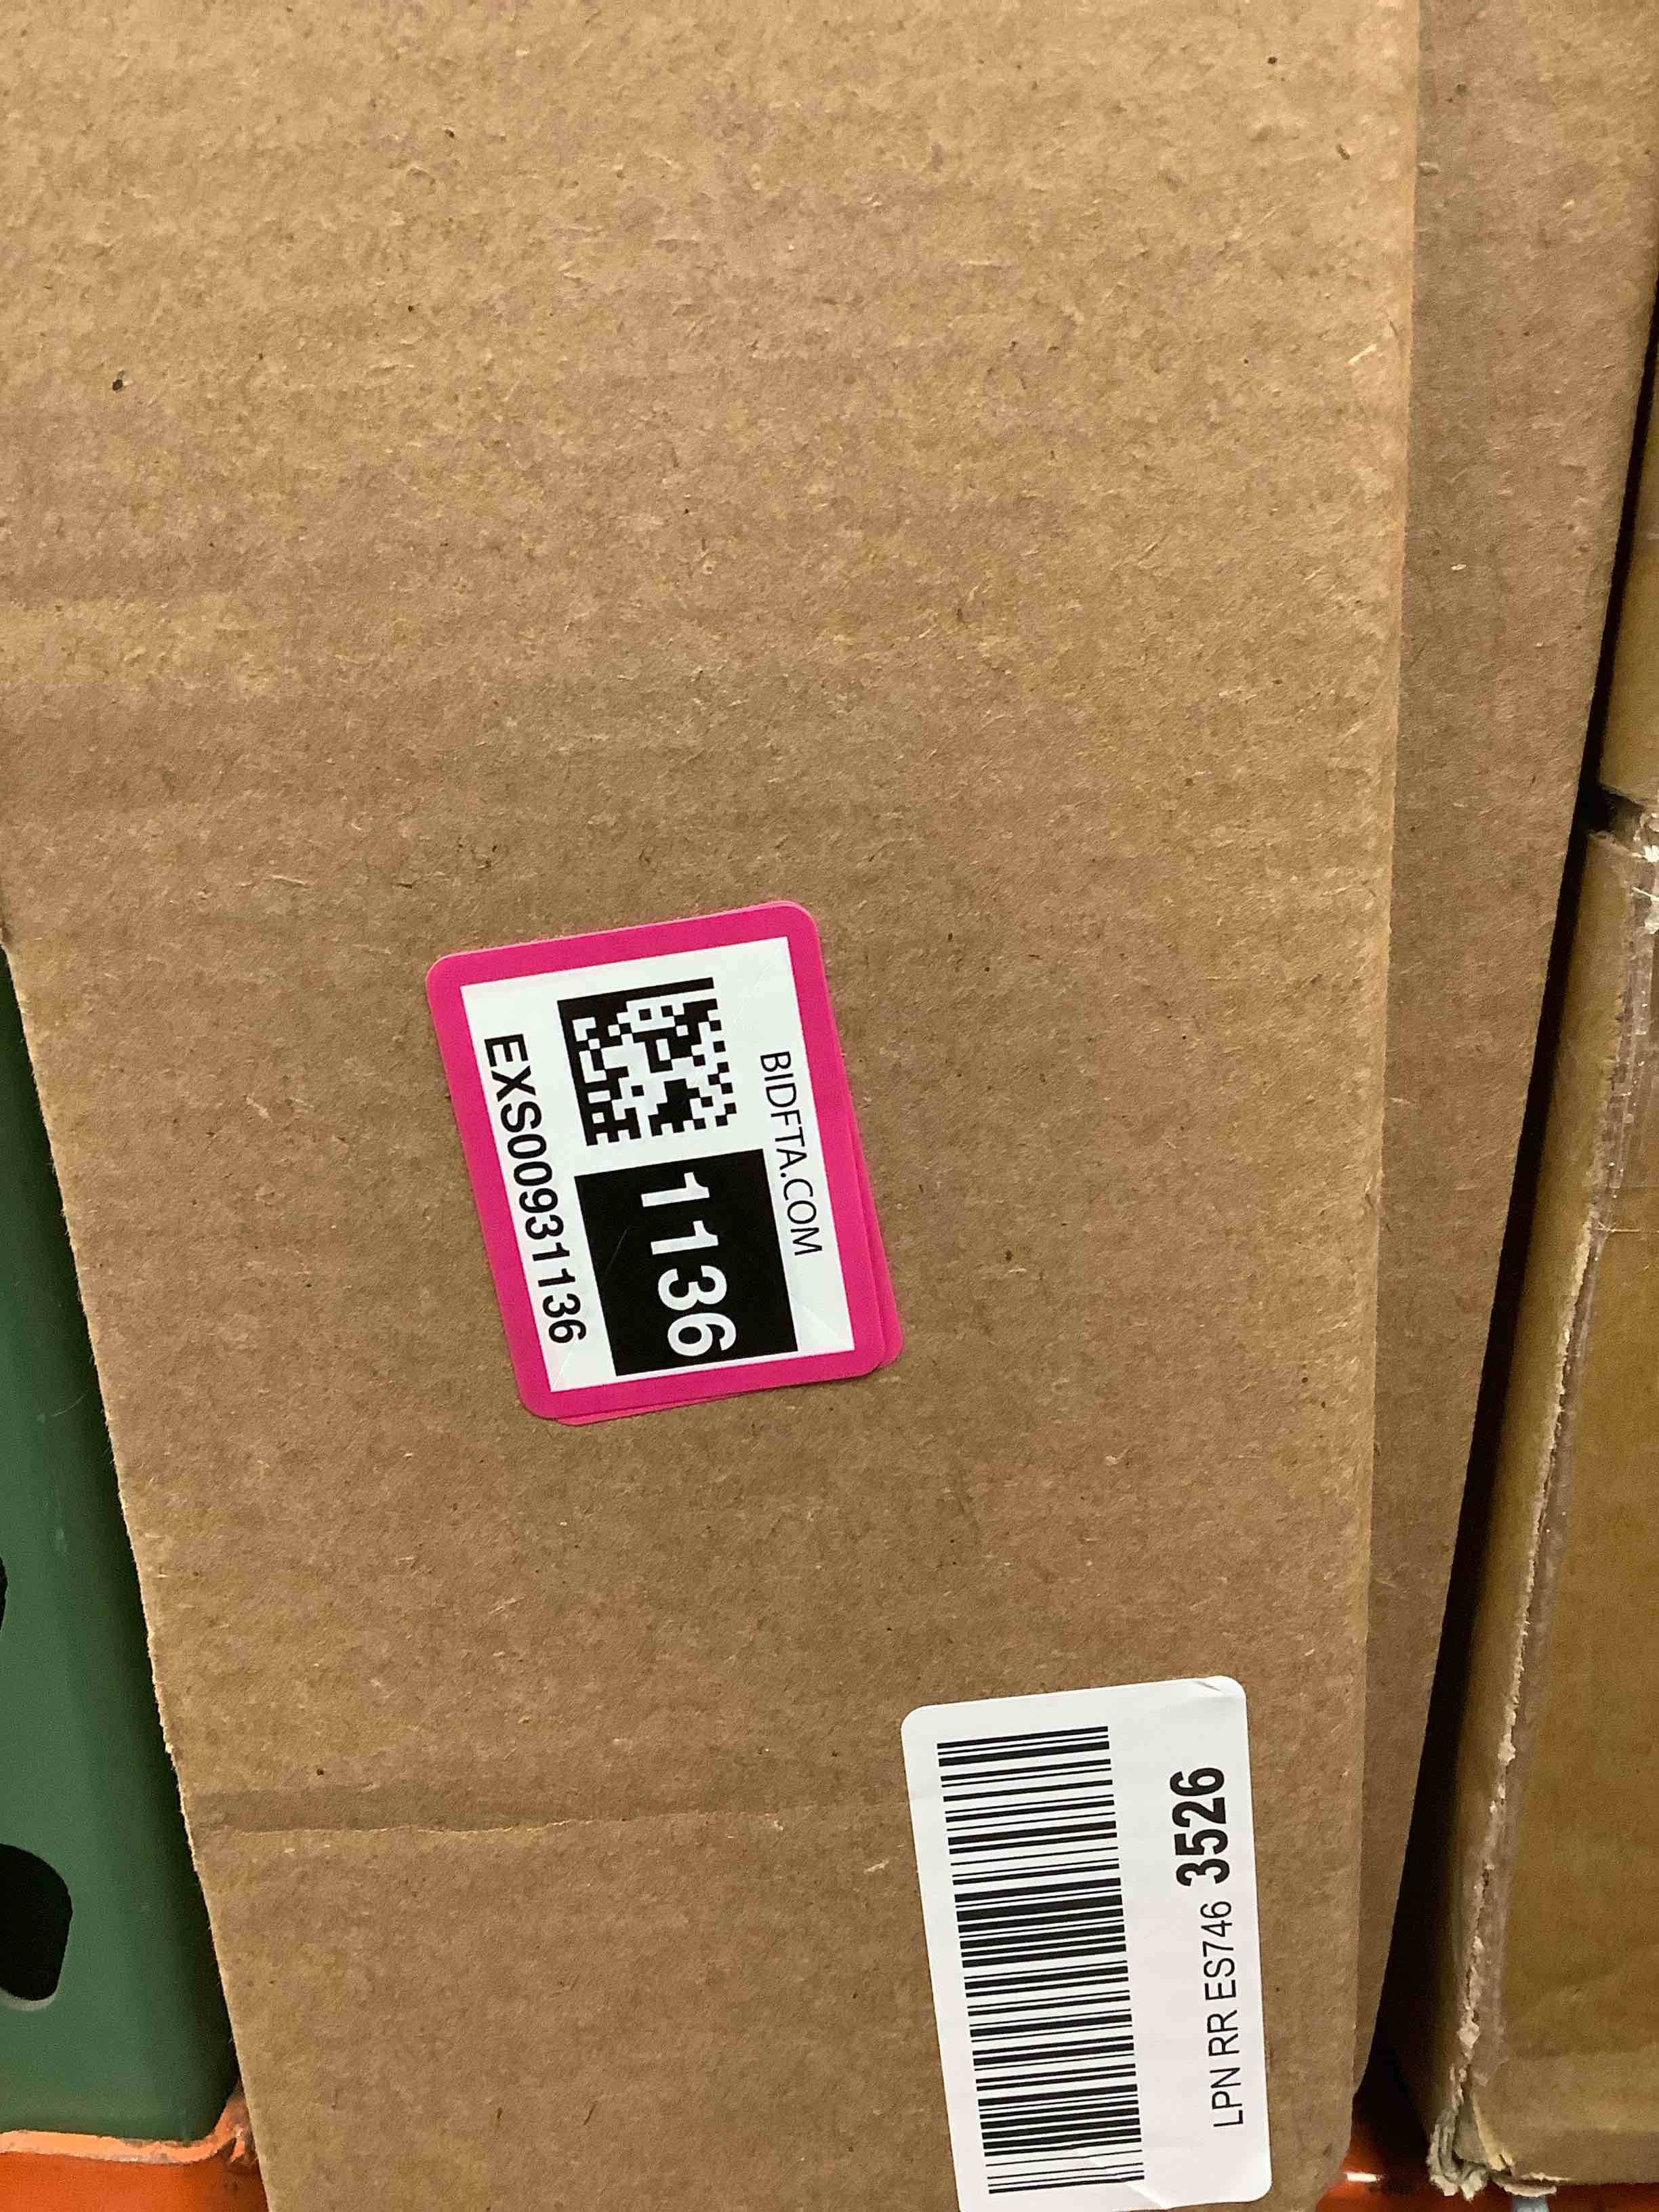 BIDFTA.COM
1136
EXS00931136
LPN RR ES746 3526